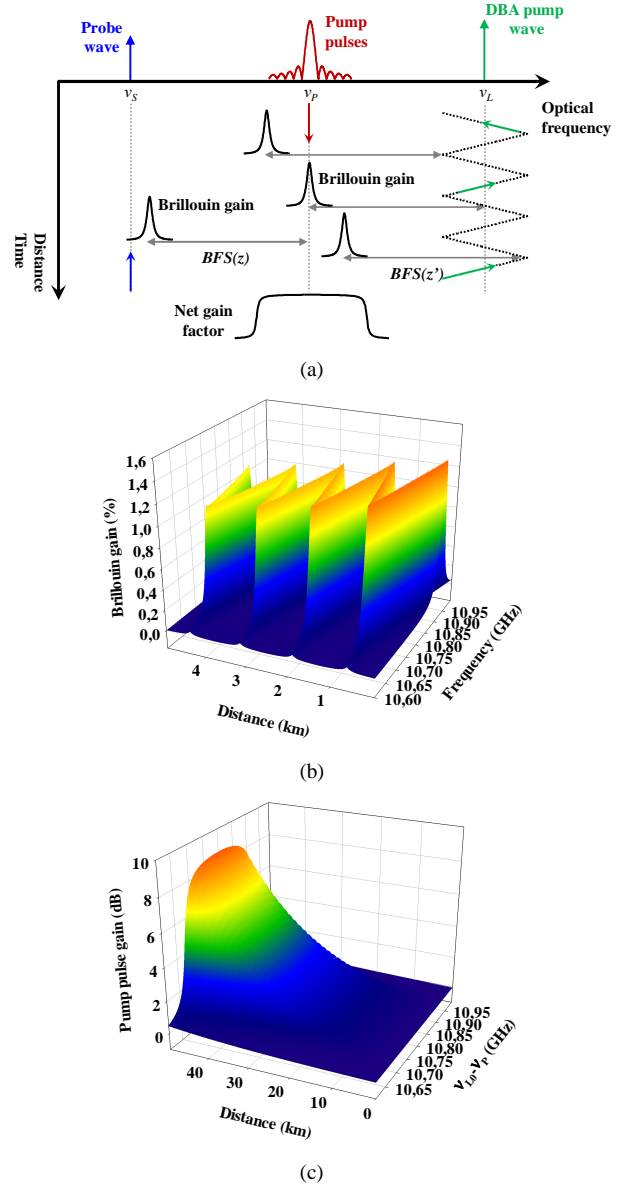 Probe
wave
Pump
pulses
DBA pump
wave
νS
νP
νL
Optical
frequency
Brillouin gain
Brillouin gain
BFS(z)
BFS(z’)
Distance
Time
Net gain
factor
(a)
Brillouin gain (%)
1,6
1,4
1,2
1,0
0,8
0,6
0,4
0,2
0,0
4
3
2
1
Distance (km)
10,95
10,90
10,85
10,80
10,75
10,70
10,65
10,60
Frequency (GHz)
(b)
Pump pulse gain (dB)
10
8
6
4
2
0
40
30
20
10
0
Distance (km)
10,95
10,90
10,85
10,80
10,75
10,70
10,65
νL0-νP (GHz)
(c)